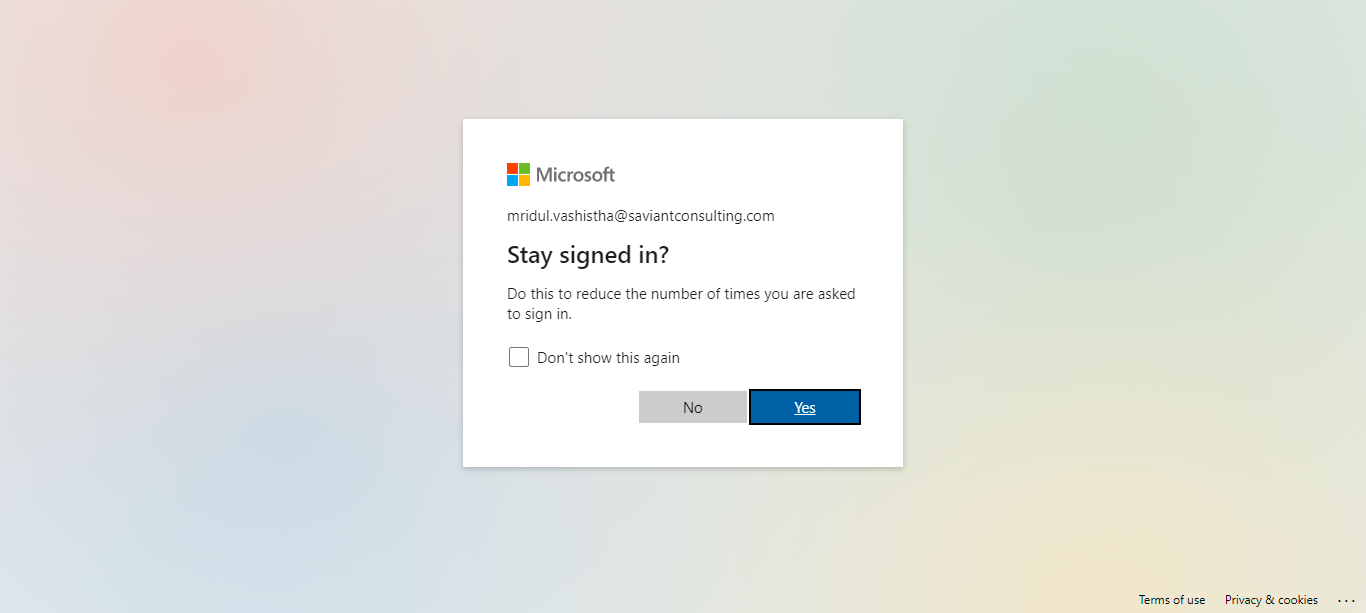 Microsoft
mridul.vashistha@saviantconsulting.com
Stay signed in?
Do this to reduce the number of times you are asked
to sign in.
Don't show this again
No
Yes
Terms of use
Privacy & cookies
...